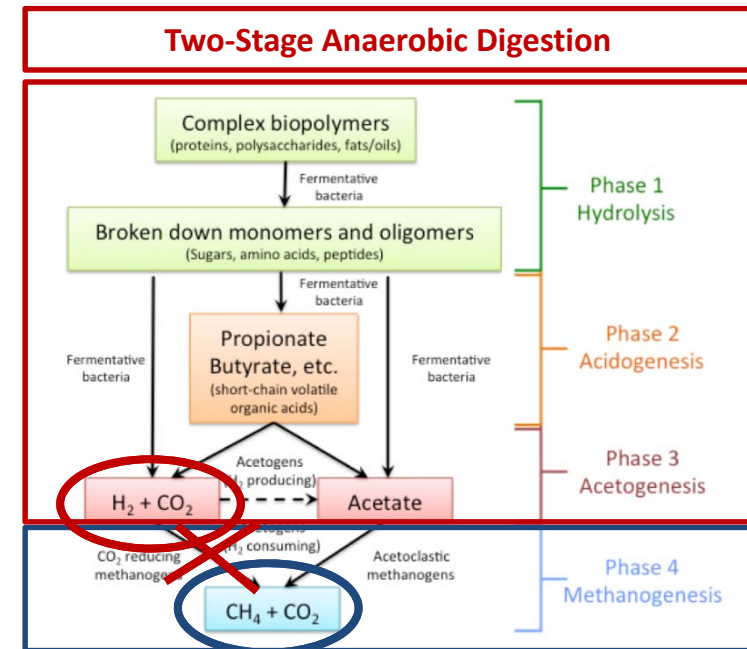 Two-Stage Anaerobic Digestion
Complex biopolymers
(proteins, polysaccharides, fats/oils)
Fermentative
bacteria
Phase 1
Hydrolysis
Broken down monomers and oligomers
(Sugars, amino acids, peptides)
Fermentative
bacteria
Propionate
Butyrate, etc.
(short-chain volatile
organic acids)
Fermentative
bacteria
Fermentative
bacteria
Phase 2
Acidogenesis
Acetogens
(H₂ producing)
H₂ + CO₂
Acetate
Phase 3
Acetogenesis
(H₂ consuming)
CO₂ reducing
methanogens
Acetoclastic
methanogens
Phase 4
Methanogenesis
CH₄ + CO₂